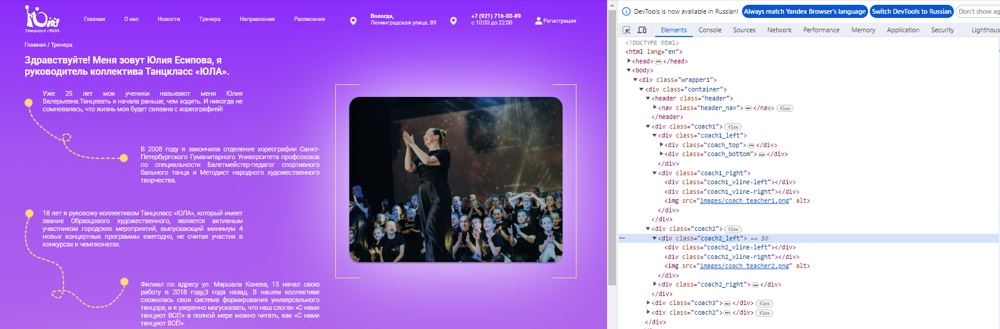 Юла
Танцкласс «ЮЛА»
Главная
О нас
Новости
Тренера
Направления
Расписание
Вологда,
Ленинградская улица, 89
+7 (921) 716-00-89
с 10:00 до 22:00
Регистрация
Главная / Тренера
Здравствуйте! Меня зовут Юлия Есипова, я
руководитель коллектива Танцкласс «ЮЛА».
Уже 25 лет мои ученики называют меня Юлия
Валерьевна.Танцевать я начала раньше, чем ходить. И никогда не
сомневалась, что жизнь моя будет связана с хореографией!
В 2008 году я закончила отделение хореографии Санкт-
Петербургского Гуманитарного Университета профсоюзов
по специальности Балетмейстер-педагог спортивного
бального танца и Методист народного художественного
творчества.
18 лет я руковожу коллективом Танцкласс «ЮЛА», который имеет
звание Образцового художественного, является активным
участником городских мероприятий, выпускающий минимум 4
новых концертных программы ежегодно, не считая участия в
конкурсах и чемпионатах.
Филиал по адресу ул. Маршала Конева, 15 начал свою
работу в 2018 году,3 года назад. В нашем коллективе
сложилась своя система формирования универсального
танцора, и я уверенно могусказать, что наш слоган «С нами
танцуют ВСЕ!» в полной мере можно читать, как «С нами
танцуют ВСЁ!».
DevTools is now available in Russian!
Always match Yandex Browser's language
Switch DevTools to Russian
Don't show ag
Elements
Console
Sources
Network
Performance
Memory
Application
Security
Lighthous
<!DOCTYPE html>
<html lang="en">
<head>…</head>
<body>
<div class="wrapper1">
<div class="container">
<header class="header">
<nav class="header_nav">…</nav> flex
</header>
<div class="coach1"> flex
<div class="coach1_left">
<div class="coach_top">…</div>
<div class="coach_bottom">…</div>
</div>
<div class="coach1_right">
<div class="coach1_vline-left"></div>
<div class="coach1_vline-right"></div>
<img src="images/coach_teacher1.png" alt>
</div>
</div>
<div class="coach2"> flex
… <div class="coach2_left"> == $0
<div class="coach2_vline-left"></div>
<div class="coach2_vline-right"></div>
<img src="images/coach_teacher2.png" alt>
</div>
<div class="coach2_right">…</div>
</div>
<div class="coach3">…</div> flex
<div class="coach2">…</div> flex
</div>